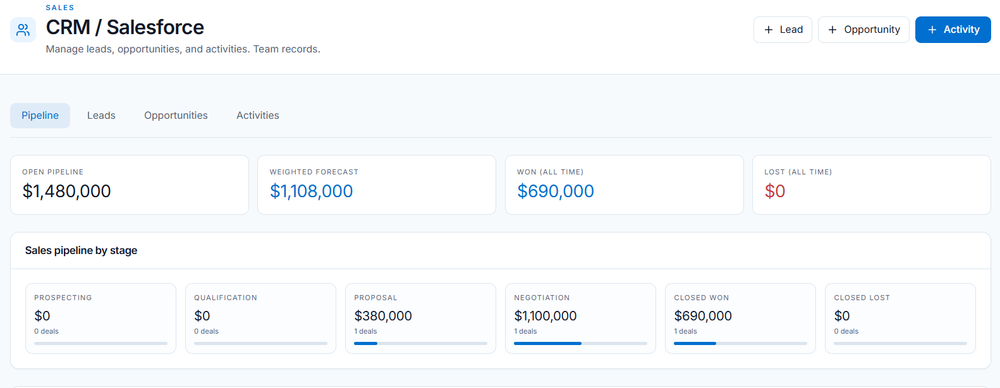 SALES
CRM / Salesforce
Manage leads, opportunities, and activities. Team records.
+ Lead
+ Opportunity
+ Activity
Pipeline
Leads
Opportunities
Activities
OPEN PIPELINE
$1,480,000
WEIGHTED FORECAST
$1,108,000
WON (ALL TIME)
$690,000
LOST (ALL TIME)
$0
Sales pipeline by stage
PROSPECTING
$0
0 deals
QUALIFICATION
$0
0 deals
PROPOSAL
$380,000
1 deals
NEGOTIATION
$1,100,000
1 deals
CLOSED WON
$690,000
1 deals
CLOSED LOST
$0
0 deals